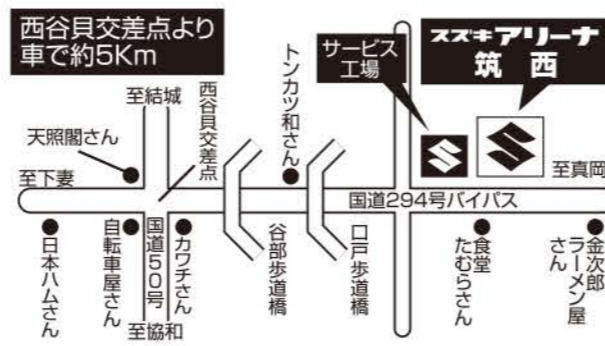 西谷貝交差点より
車で約5Km
スズキアリーナ
筑西
サービス
工場
トンカツ和さん
至結城
西谷貝交差点
天照閣さん
至下妻
至真岡
国道294号バイパス
日本ハムさん
自転車屋さん
国道50号
カワチさん
至協和
谷部歩道橋
口戸歩道橋
食堂
たむらさん
金次郎
ラーメン屋
さん